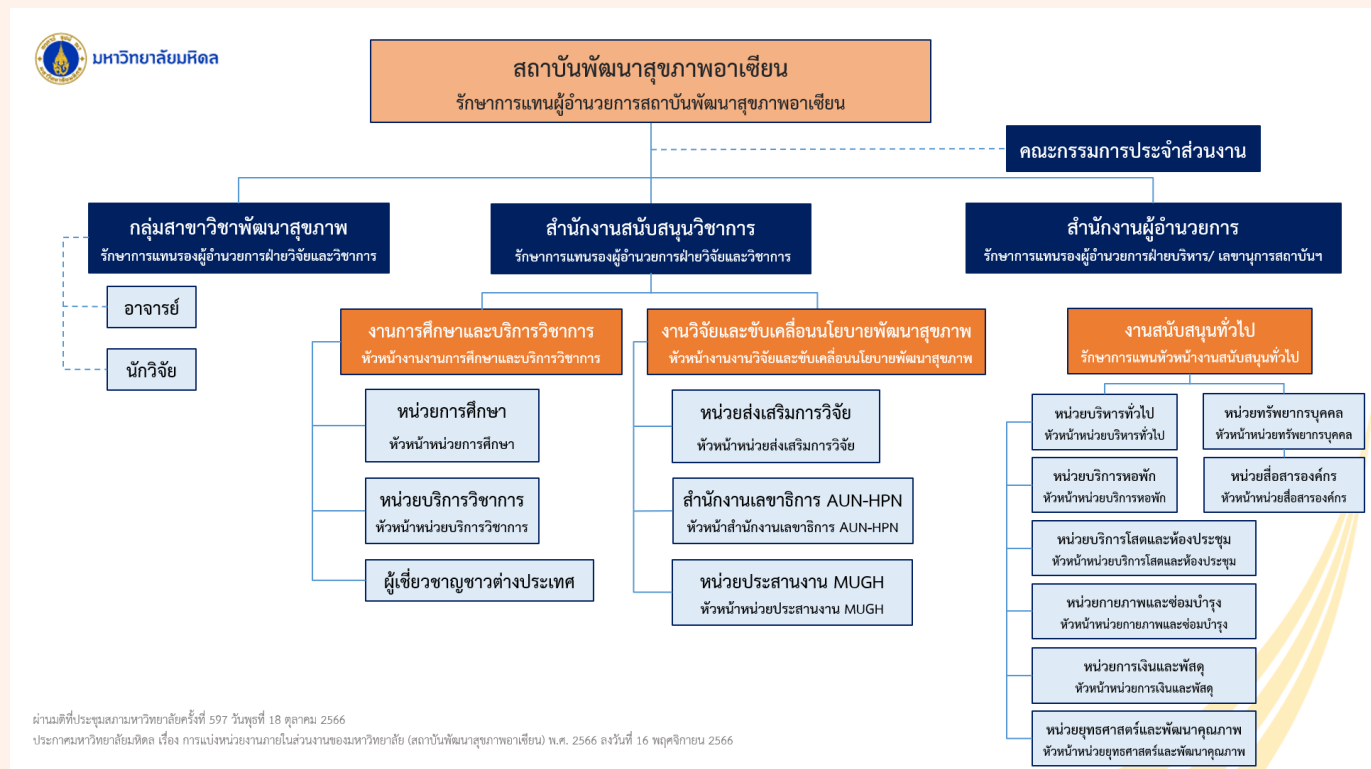 มหาวิทยาลัยมหิดล
สถาบันพัฒนาสุขภาพอาเซียน
รักษาการแทนผู้อำนวยการสถาบันพัฒนาสุขภาพอาเซียน
คณะกรรมการประจำส่วนงาน
กลุ่มสาขาวิชาพัฒนาสุขภาพ
รักษาการแทนรองผู้อำนวยการฝ่ายวิจัยและวิชาการ
อาจารย์
นักวิจัย
สำนักงานสนับสนุนวิชาการ
รักษาการแทนรองผู้อำนวยการฝ่ายวิจัยและวิชาการ
งานการศึกษาและบริการวิชาการ
หัวหน้างานงานการศึกษาและบริการวิชาการ
หน่วยการศึกษา
หัวหน้าหน่วยการศึกษา
หน่วยบริการวิชาการ
หัวหน้าหน่วยบริการวิชาการ
ผู้เชี่ยวชาญชาวต่างประเทศ
งานวิจัยและขับเคลื่อนนโยบายพัฒนาสุขภาพ
หัวหน้างานงานวิจัยและขับเคลื่อนนโยบายพัฒนาสุขภาพ
หน่วยส่งเสริมการวิจัย
หัวหน้าหน่วยส่งเสริมการวิจัย
สำนักงานเลขาธิการ AUN-HPN
หัวหน้าสำนักงานเลขาธิการ AUN-HPN
หน่วยประสานงาน MUGH
หัวหน้าหน่วยประสานงาน MUGH
สำนักงานผู้อำนวยการ
รักษาการแทนรองผู้อำนวยการฝ่ายบริหาร/ เลขานุการสถาบันฯ
งานสนับสนุนทั่วไป
รักษาการแทนหัวหน้างานสนับสนุนทั่วไป
หน่วยบริหารทั่วไป
หัวหน้าหน่วยบริหารทั่วไป
หน่วยทรัพยากรบุคคล
หัวหน้าหน่วยทรัพยากรบุคคล
หน่วยบริการหอพัก
หัวหน้าหน่วยบริการหอพัก
หน่วยสื่อสารองค์กร
หัวหน้าหน่วยสื่อสารองค์กร
หน่วยบริการโสตและห้องประชุม
หัวหน้าหน่วยบริการโสตและห้องประชุม
หน่วยกายภาพและซ่อมบำรุง
หัวหน้าหน่วยกายภาพและซ่อมบำรุง
หน่วยการเงินและพัสดุ
หัวหน้าหน่วยการเงินและพัสดุ
หน่วยยุทธศาสตร์และพัฒนาคุณภาพ
หัวหน้าหน่วยยุทธศาสตร์และพัฒนาคุณภาพ
ผ่านมติที่ประชุมสภามหาวิทยาลัยครั้งที่ 597 วันพุธที่ 18 ตุลาคม 2566
ประกาศมหาวิทยาลัยมหิดล เรื่อง การแบ่งหน่วยงานภายในส่วนงานของมหาวิทยาลัย (สถาบันพัฒนาสุขภาพอาเซียน) พ.ศ. 2566 ลงวันที่ 16 พฤศจิกายน 2566